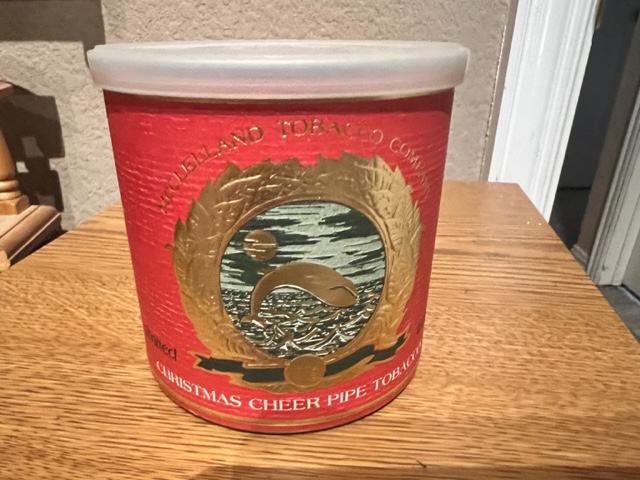 McCLELLAND TOBACCO COMPANY
CHRISTMAS CHEER PIPE TOBACCO